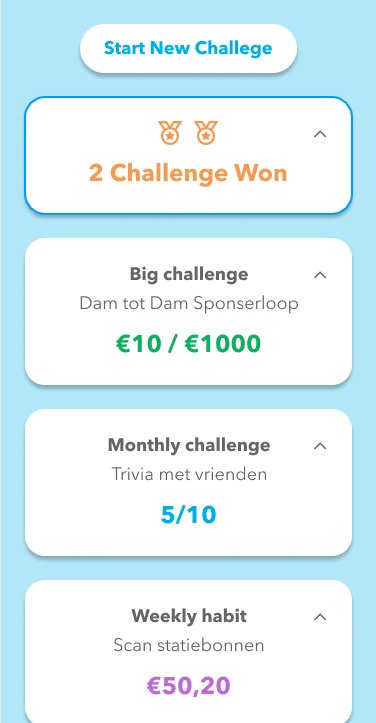 Start New Challege
2 Challenge Won
Big challenge
Dam tot Dam Sponserloop
€10 / €1000
Monthly challenge
Trivia met vrienden
5/10
Weekly habit
Scan statiebonnen
€50,20